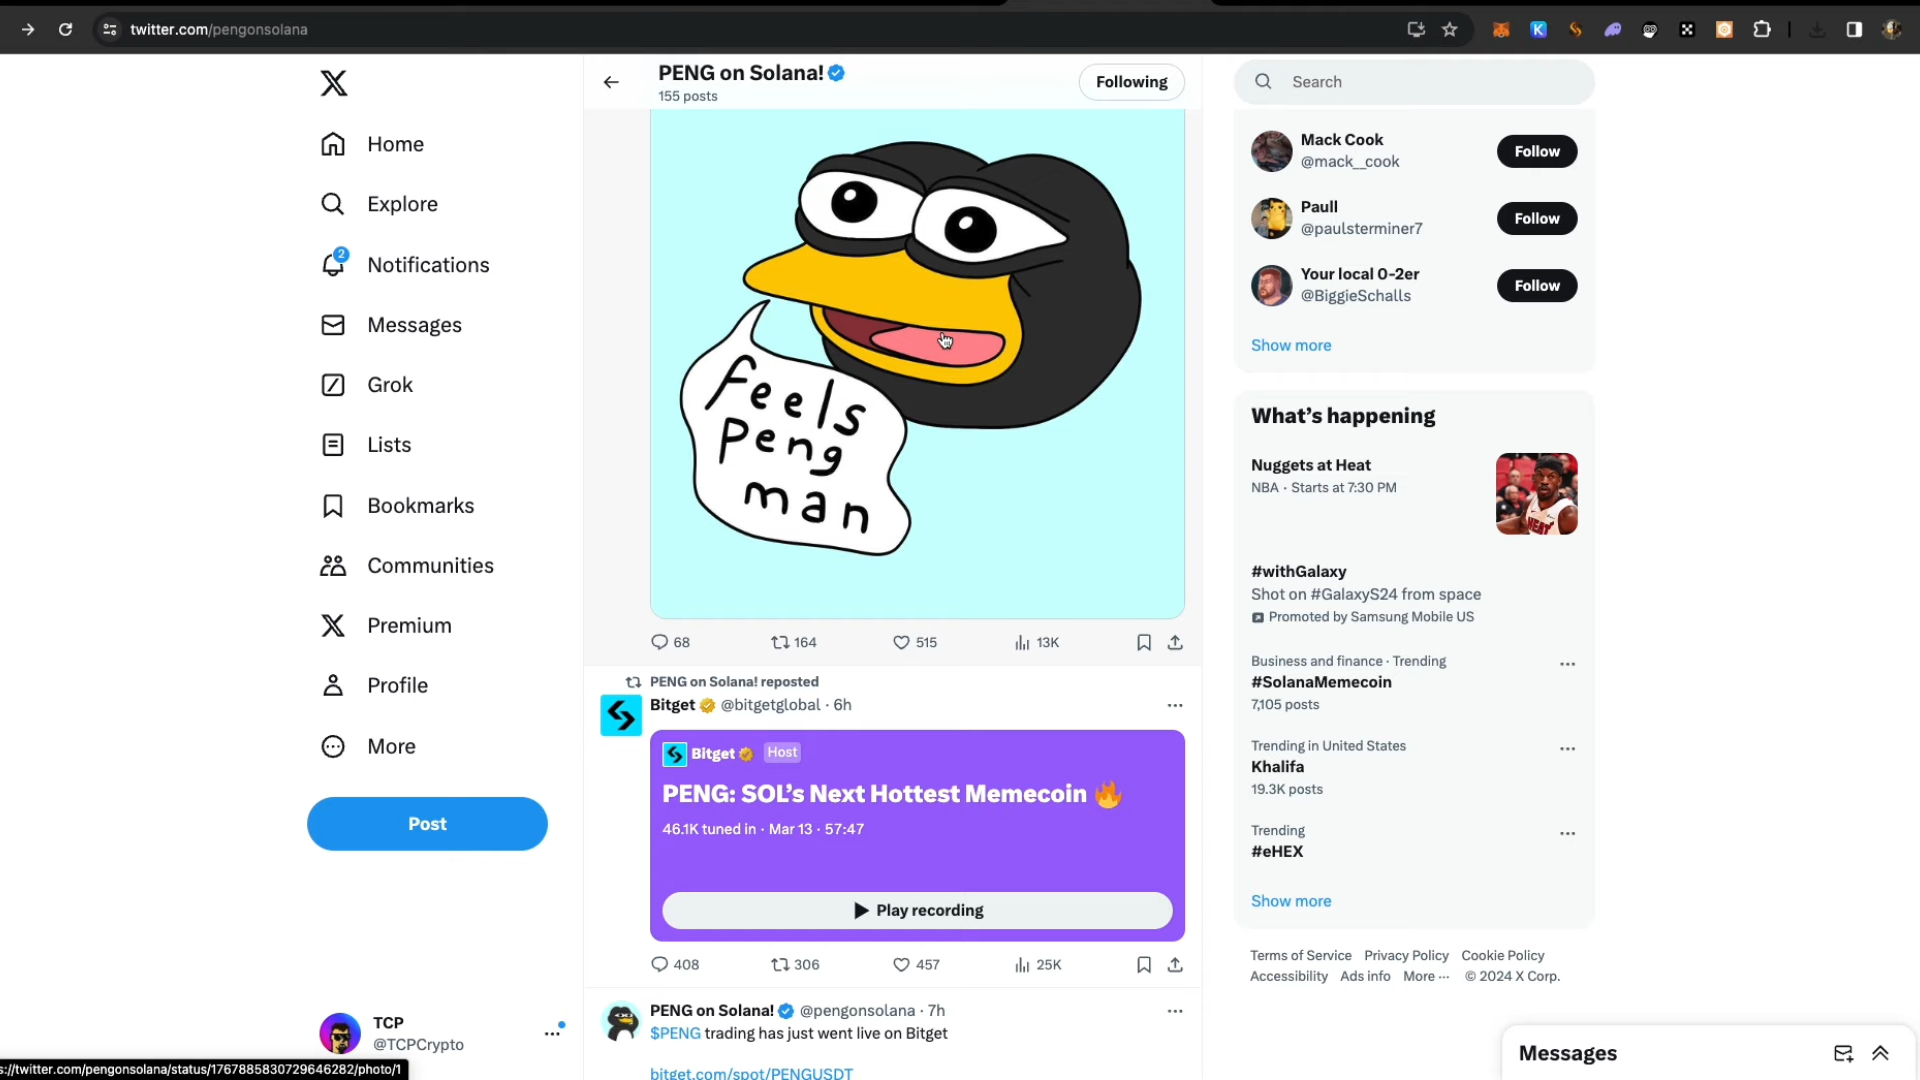 twitter.com/pengonsolana
Home
Explore
2
Notifications
Messages
Grok
Lists
Bookmarks
Communities
Premium
Profile
More
Post
TCP
@TCPCrypto
s://twitter.com/pengonsolana/status/1767885830729646282/photo/1
PENG on Solana!
155 posts
Following
feels
Peng
man
68 164 515 13K
PENG on Solana! reposted
Bitget @bitgetglobal · 6h
Bitget Host
PENG: SOL's Next Hottest Memecoin 🔥
46.1K tuned in · Mar 13 · 57:47
Play recording
408 306 457 25K
PENG on Solana! @pengonsolana · 7h
$PENG trading has just went live on Bitget
bitget.com/spot/PENGUSDT
Search
Mack Cook
@mack__cook
Follow
Paull
@paulsterminer7
Follow
Your local 0-2er
@BiggieSchalls
Follow
Show more
What's happening
Nuggets at Heat
NBA · Starts at 7:30 PM
HEAT
#withGalaxy
Shot on #GalaxyS24 from space
Promoted by Samsung Mobile US
Business and finance · Trending
#SolanaMemecoin
7,105 posts
Trending in United States
Khalifa
19.3K posts
Trending
#eHEX
Show more
Terms of Service Privacy Policy Cookie Policy
Accessibility Ads info More ··· © 2024 X Corp.
Messages